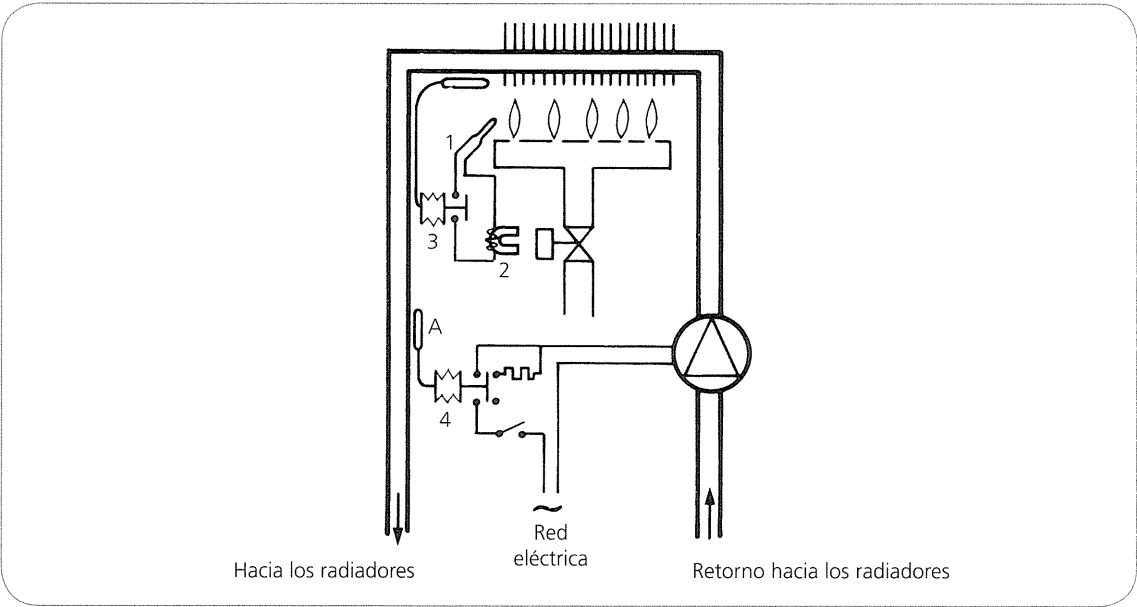 1
3
2
A
4
Red
eléctrica
Hacia los radiadores
Retorno hacia los radiadores